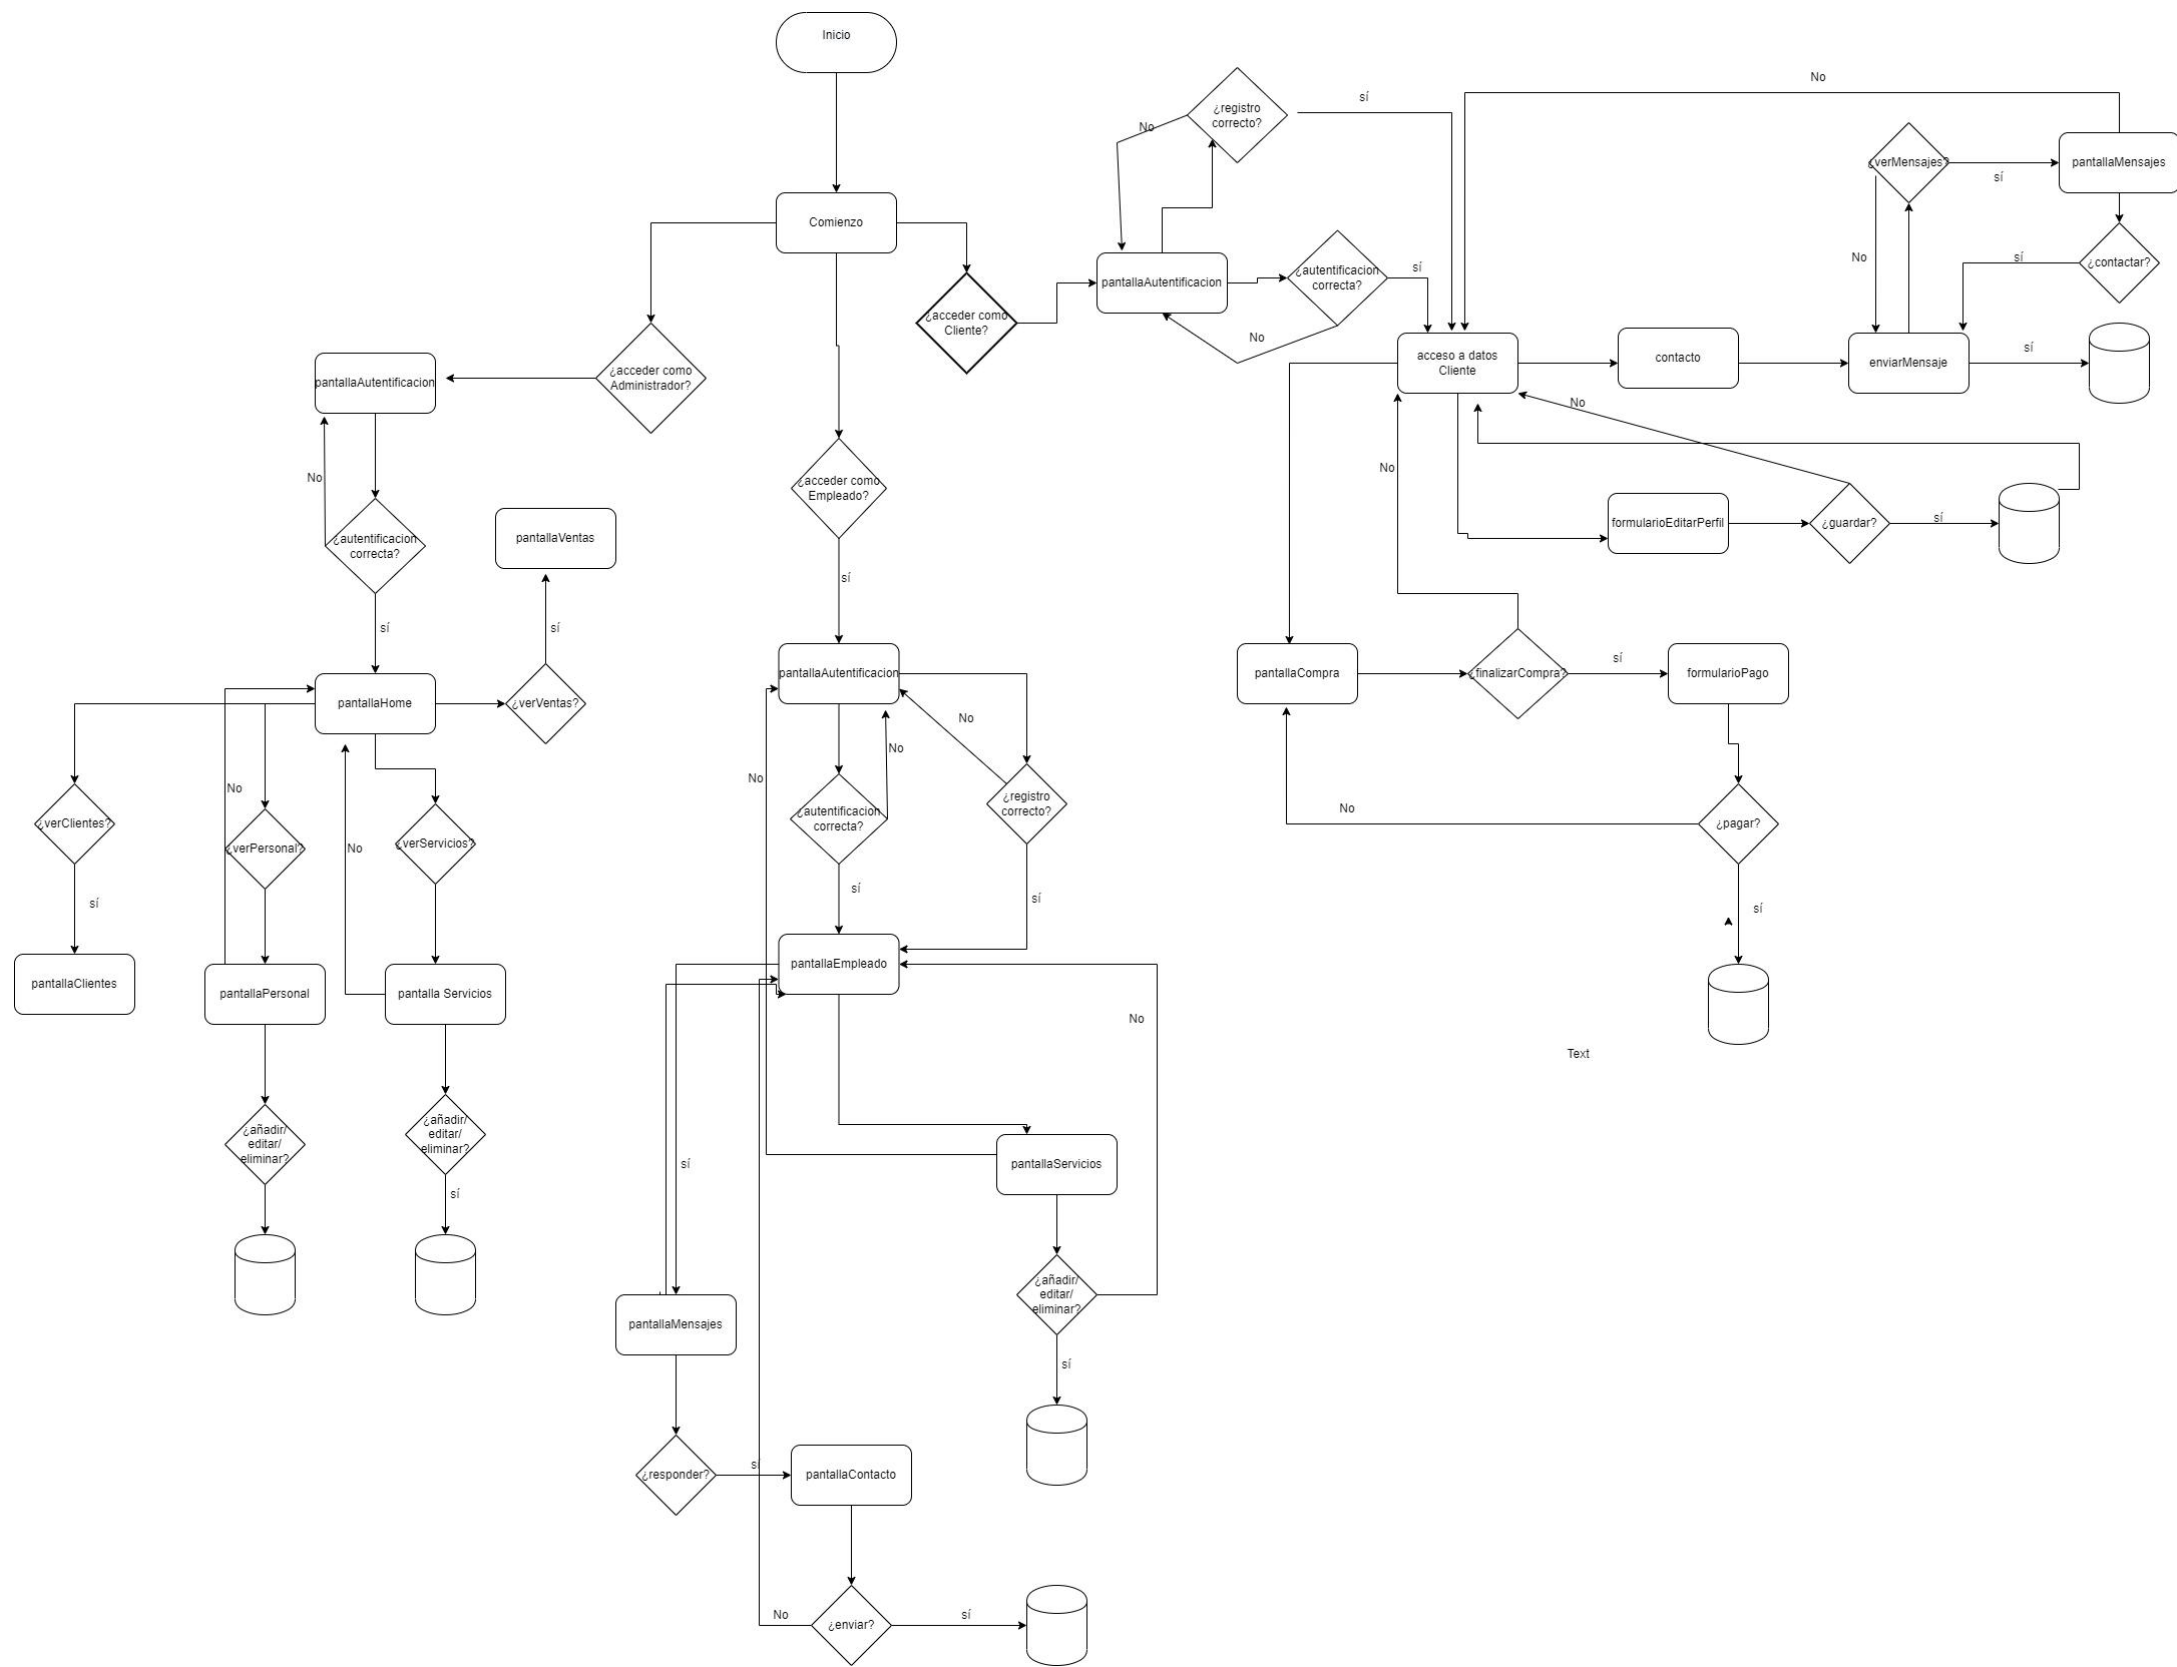 Inicio
No
¿registro
correcto?
sí
No
¿verMensajes?
pantallaMensajes
sí
Comienzo
pantallaAutentificacion
¿autentificacion
correcta?
sí
No
sí
¿contactar?
¿acceder como
Cliente?
No
acceso a datos
Cliente
contacto
enviarMensaje
sí
pantallaAutentificacion
¿acceder como
Administrador?
No
No
No
¿acceder como
Empleado?
formularioEditarPerfil
¿guardar?
sí
¿autentificacion
correcta?
pantallaVentas
sí
sí
sí
pantallaHome
¿verVentas?
pantallaAutentificacion
No
No
pantallaCompra
¿finalizarCompra?
sí
formularioPago
No
No
¿verClientes?
¿verPersonal?
No
¿verServicios?
¿autentificacion
correcta?
¿registro
correcto?
No
¿pagar?
sí
sí
sí
sí
pantallaClientes
pantallaPersonal
pantalla Servicios
pantallaEmpleado
No
Text
¿añadir/
editar/
eliminar?
¿añadir/
editar/
eliminar?
sí
sí
pantallaServicios
pantallaMensajes
¿añadir/
editar/
eliminar?
sí
¿responder?
sí
pantallaContacto
No
¿enviar?
sí